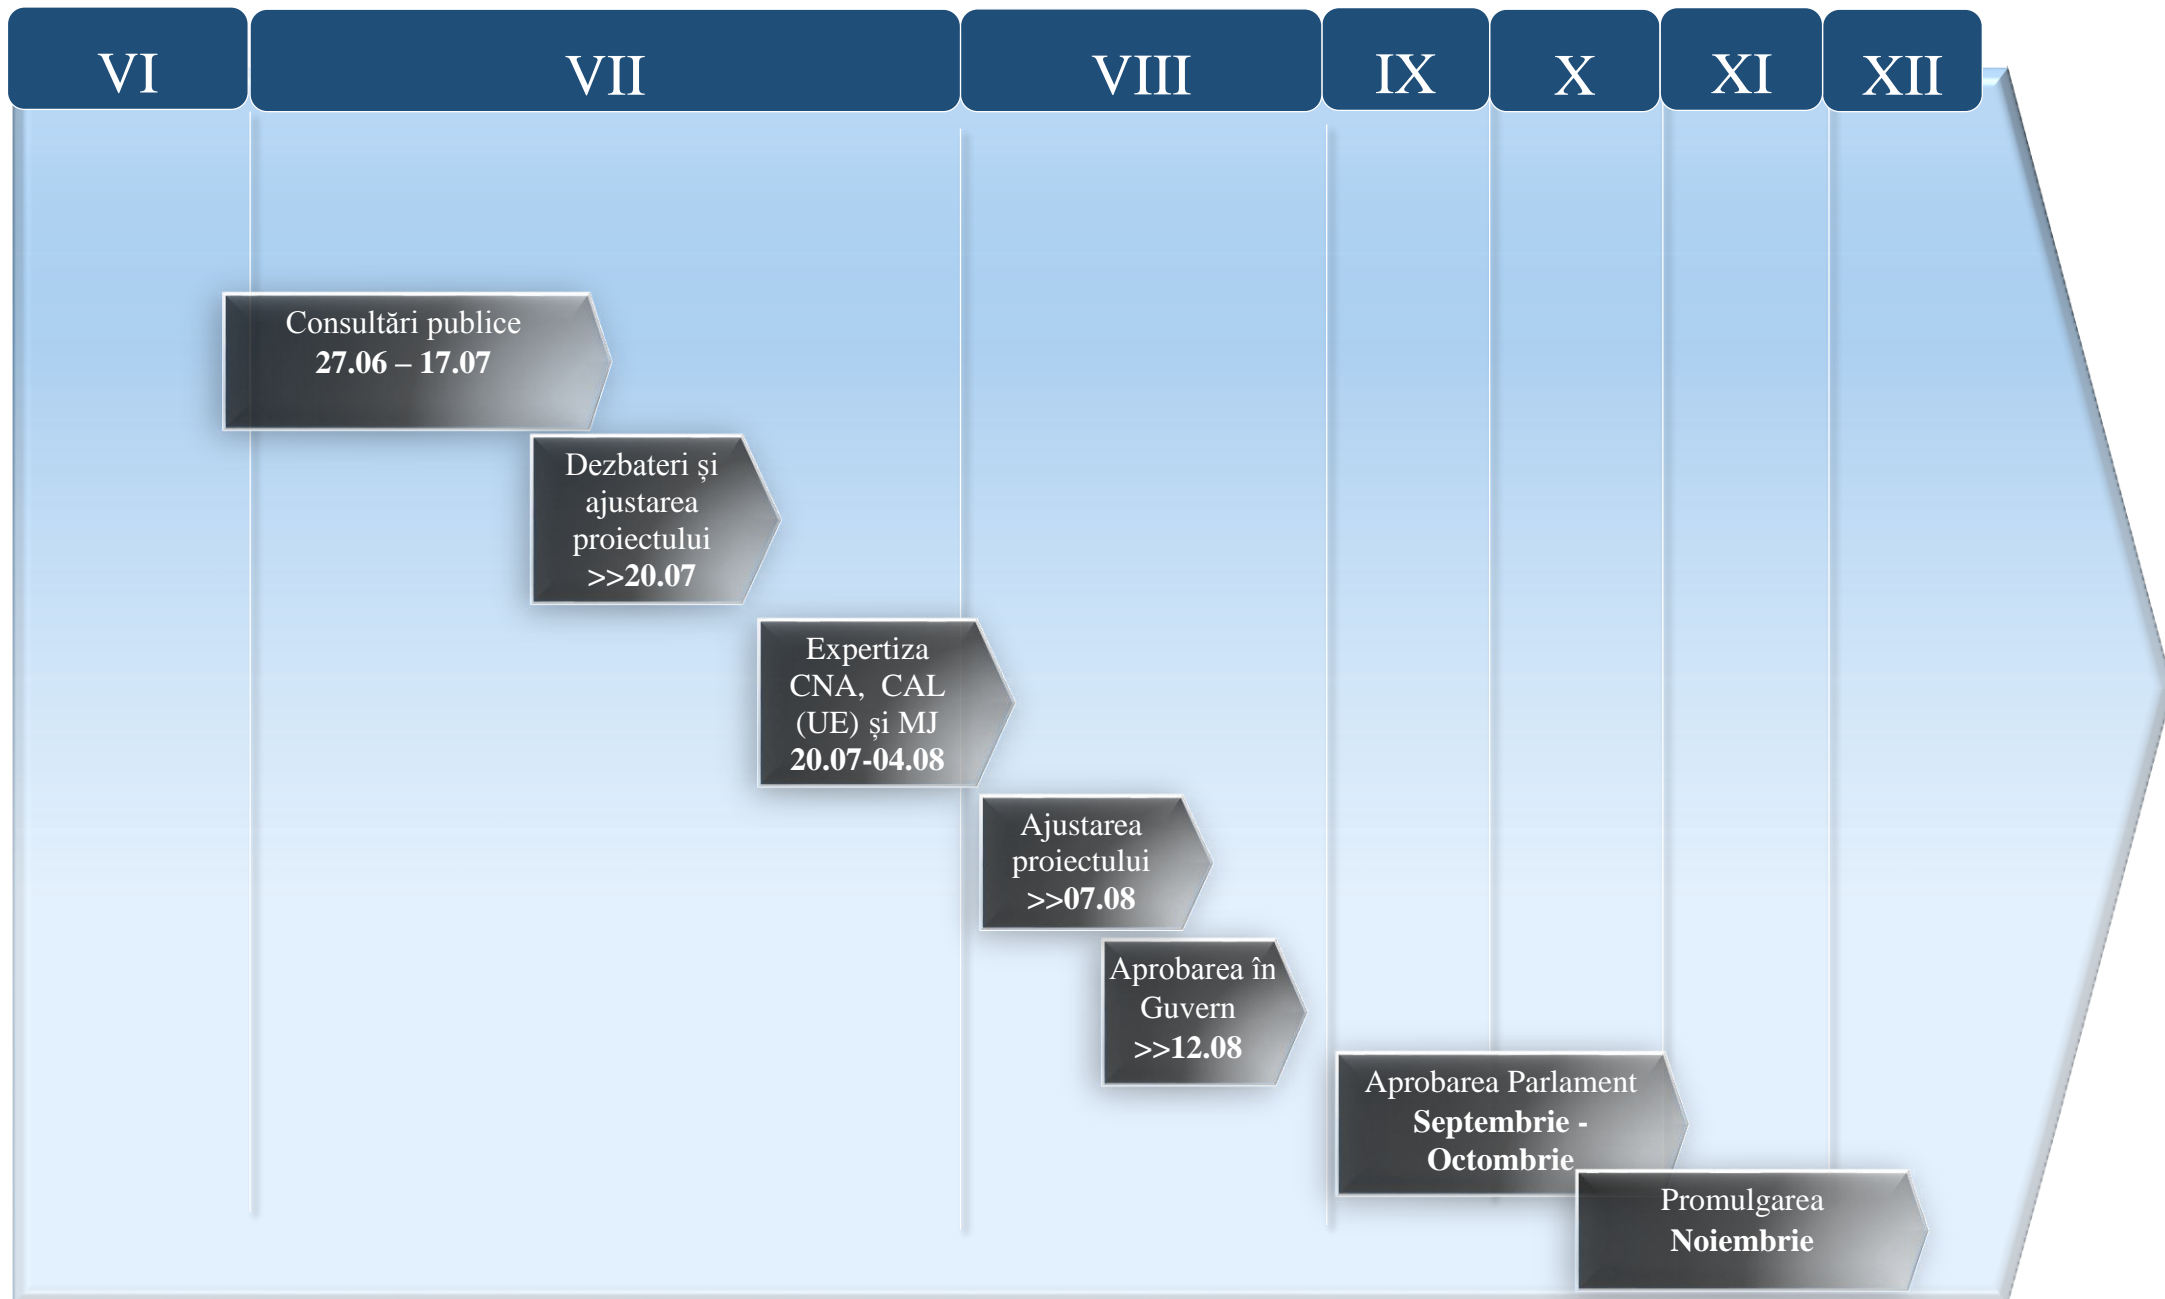 VI
VII
VIII
IX
X
XI
XII
Consultări publice
27.06 – 17.07
Dezbateri și
ajustarea
proiectului
>>20.07
Expertiza
CNA, CAL
(UE) și MJ
20.07-04.08
Ajustarea
proiectului
>>07.08
Aprobarea în
Guvern
>>12.08
Aprobarea Parlament
Septembrie -
Octombrie
Promulgarea
Noiembrie